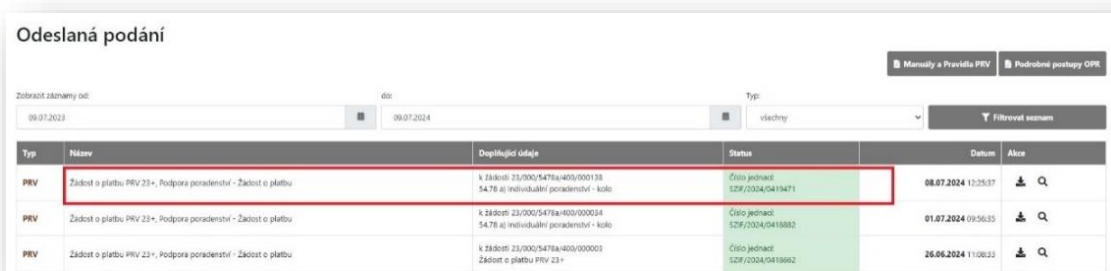 Odeslaná podání
Manuály a Pravidla PRV
Podrobné postupy OPR
Zobrazit záznamy od:
do:
Typ:
09.07.2023
09.07.2024
všechny
Filtrovat seznam
Typ Název Doplňující údaje Status Datum Akce
PRV Žádost o platbu PRV 23+, Podpora poradenství - Žádost o platbu
k žádosti 23/000/5478a/400/000138
54.78 a) Individuální poradenství - kolo
Číslo jednací:
SZIF/2024/0419471
08.07.2024 12:25:37
PRV Žádost o platbu PRV 23+, Podpora poradenství - Žádost o platbu
k žádosti 23/000/5478a/400/000034
54.78 a) Individuální poradenství - kolo
Číslo jednací:
SZIF/2024/0418882
01.07.2024 09:56:35
PRV Žádost o platbu PRV 23+, Podpora poradenství - Žádost o platbu
k žádosti 23/000/5478a/400/000003
Žádost o platbu PRV 23+
Číslo jednací:
SZIF/2024/0418662
26.06.2024 11:08:33